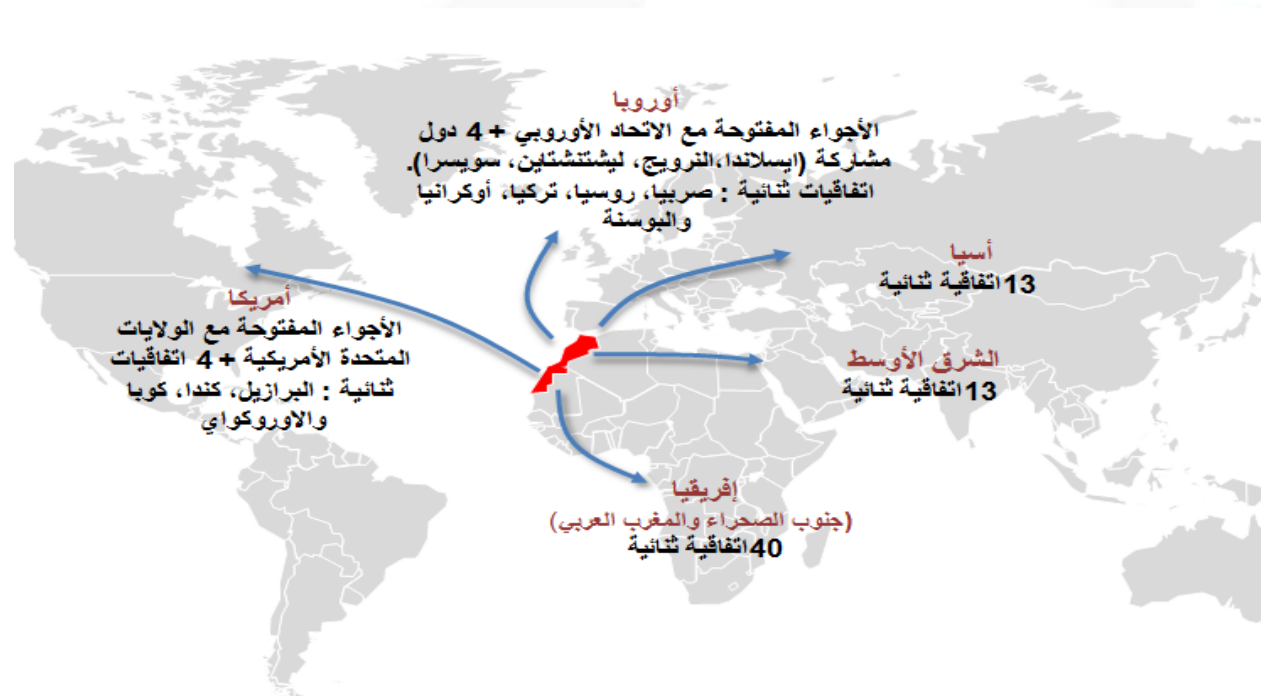 أوروبا
الأجواء المفتوحة مع الاتحاد الأوروبي + 4 دول
مشاركة (ايسلاندا،النرويج، ليشتنشتاين، سويسرا).
اتفاقيات ثنائية : صربيا، روسيا، تركيا، أوكرانيا
والبوسنة
أسيا
13اتفاقية ثنائية
أمريكا
الأجواء المفتوحة مع الولايات
المتحدة الأمريكية + 4 اتفاقيات
ثنائية : البرازيل، كندا، كوبا
والاوروكواي
الشرق الأوسط
13اتفاقية ثنائية
إفريقيا
(جنوب الصحراء والمغرب العربي)
40اتفاقية ثنائية